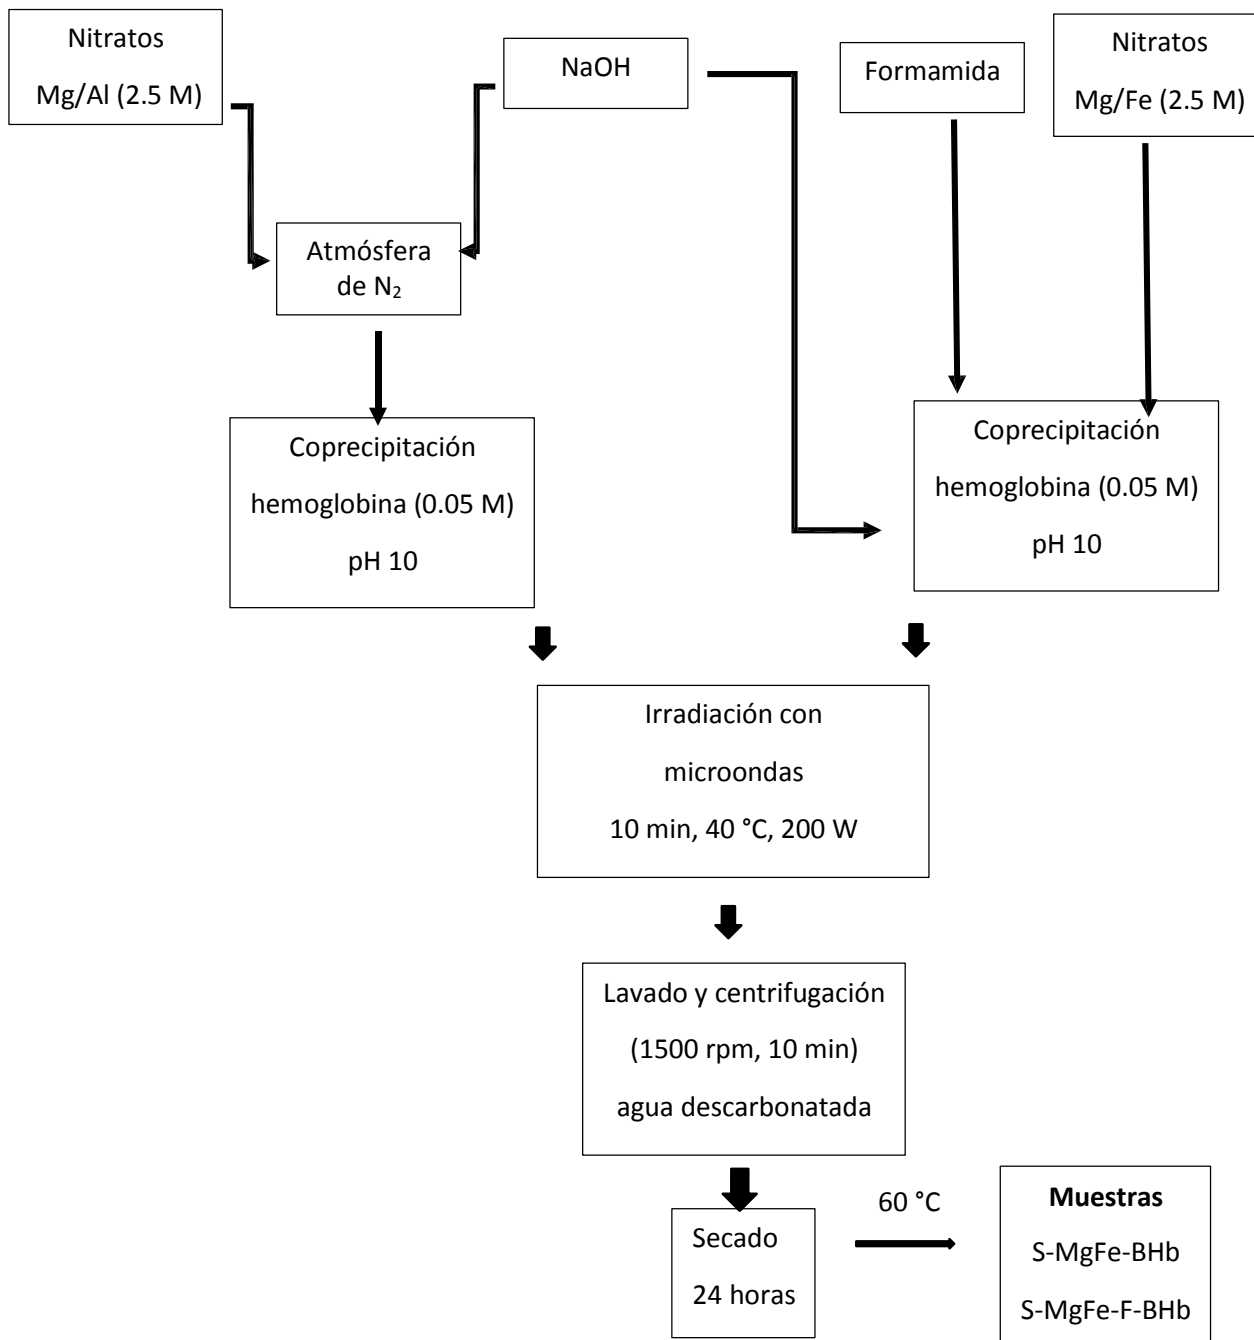 Nitratos
Mg/Al (2.5 M)
NaOH
Formamida
Nitratos
Mg/Fe (2.5 M)
Atmósfera
de N₂
Coprecipitación
hemoglobina (0.05 M)
pH 10
Coprecipitación
hemoglobina (0.05 M)
pH 10
Irradiación con
microondas
10 min, 40 °C, 200 W
Lavado y centrifugación
(1500 rpm, 10 min)
agua descarbonatada
Secado
24 horas
60 °C
Muestras
S-MgFe-BHb
S-MgFe-F-BHb